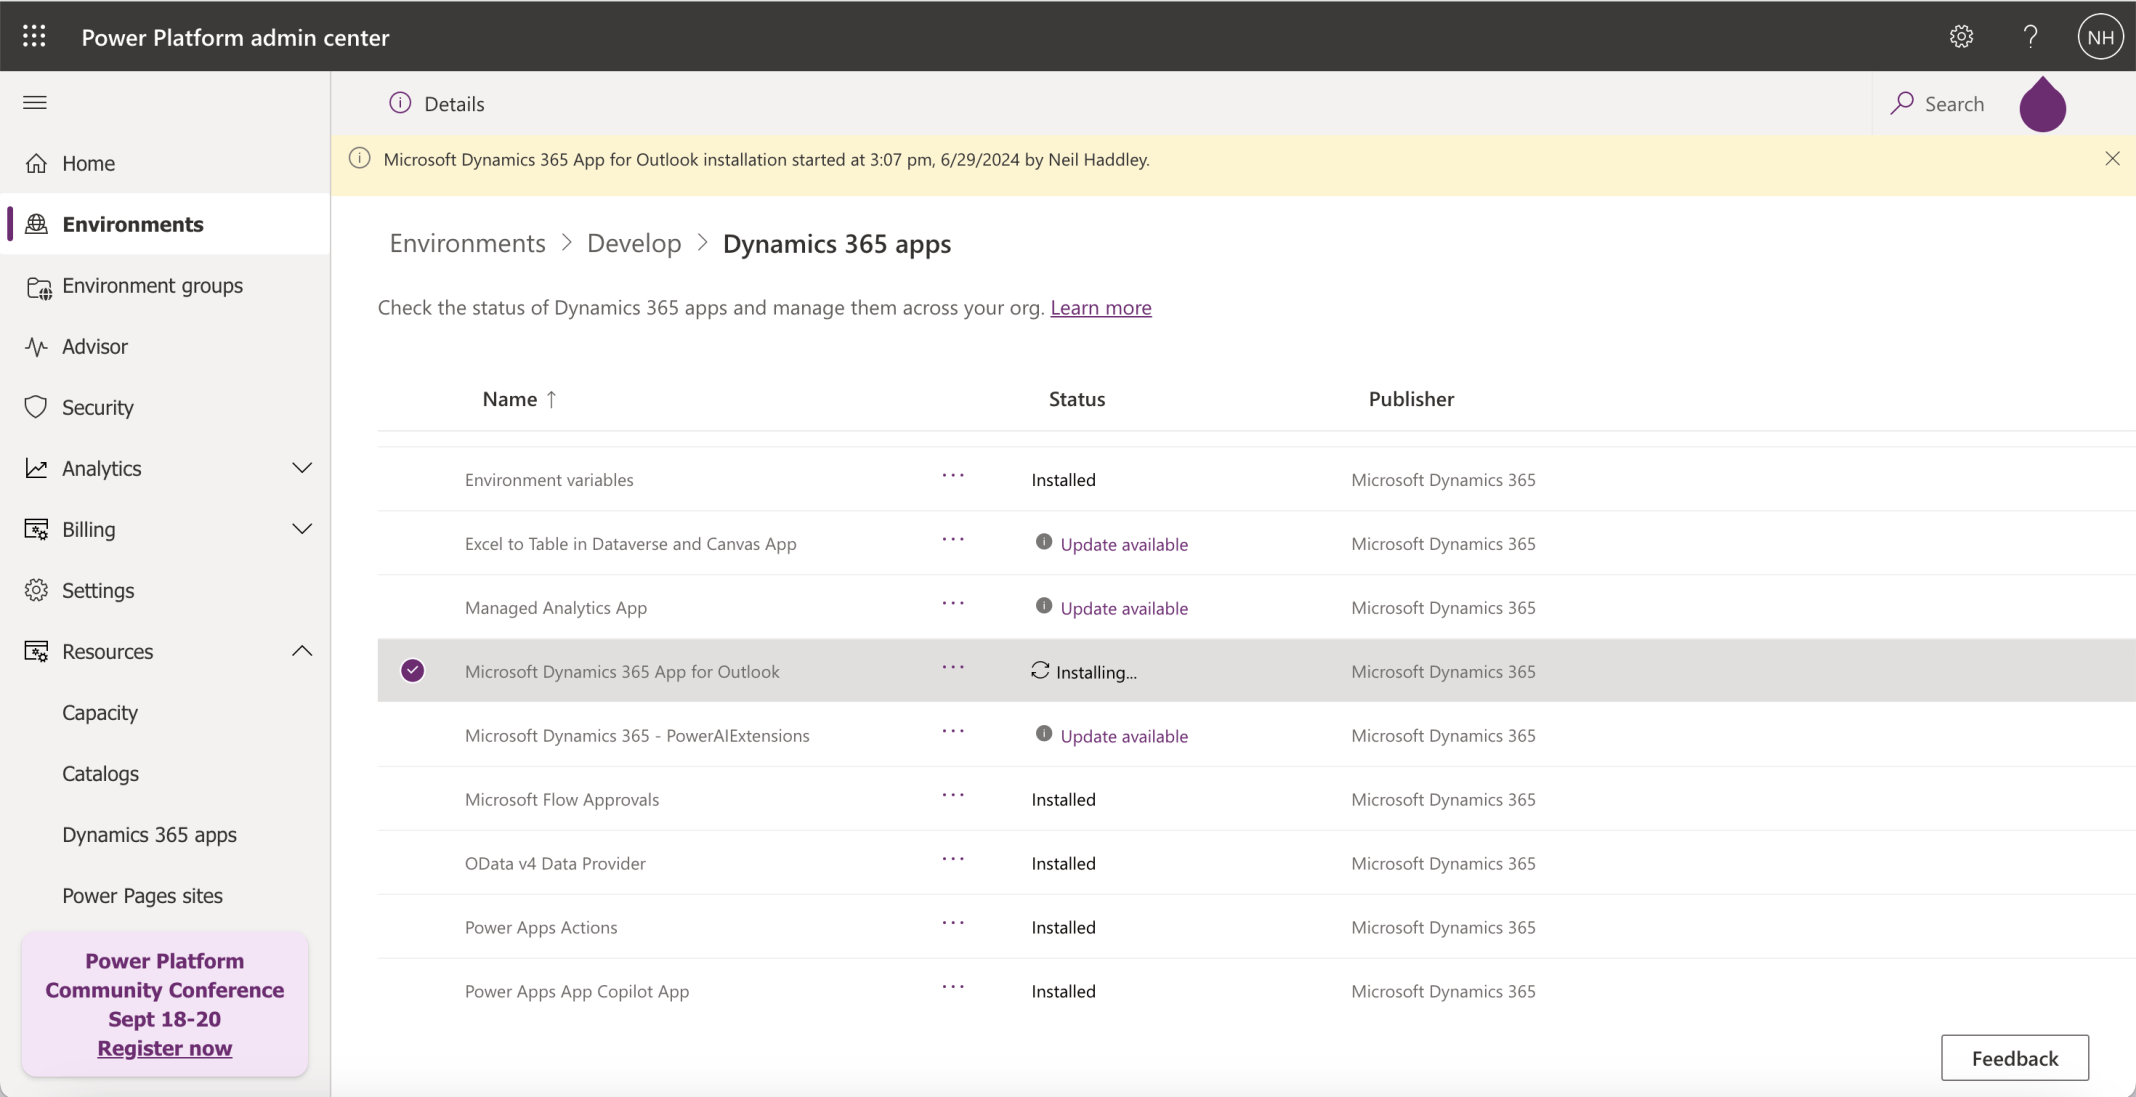 Power Platform admin center
?
NH
Details
Search
Microsoft Dynamics 365 App for Outlook installation started at 3:07 pm, 6/29/2024 by Neil Haddley.
Home
Environments
Environment groups
Advisor
Security
Analytics
Billing
Settings
Resources
Capacity
Catalogs
Dynamics 365 apps
Power Pages sites
Power Platform
Community Conference
Sept 18-20
Register now
Environments > Develop > Dynamics 365 apps
Check the status of Dynamics 365 apps and manage them across your org. Learn more
Name ↑ Status Publisher
Environment variables ... Installed Microsoft Dynamics 365
Excel to Table in Dataverse and Canvas App ... Update available Microsoft Dynamics 365
Managed Analytics App ... Update available Microsoft Dynamics 365
Microsoft Dynamics 365 App for Outlook ... Installing... Microsoft Dynamics 365
Microsoft Dynamics 365 - PowerAIExtensions ... Update available Microsoft Dynamics 365
Microsoft Flow Approvals ... Installed Microsoft Dynamics 365
OData v4 Data Provider ... Installed Microsoft Dynamics 365
Power Apps Actions ... Installed Microsoft Dynamics 365
Power Apps App Copilot App ... Installed Microsoft Dynamics 365
Feedback